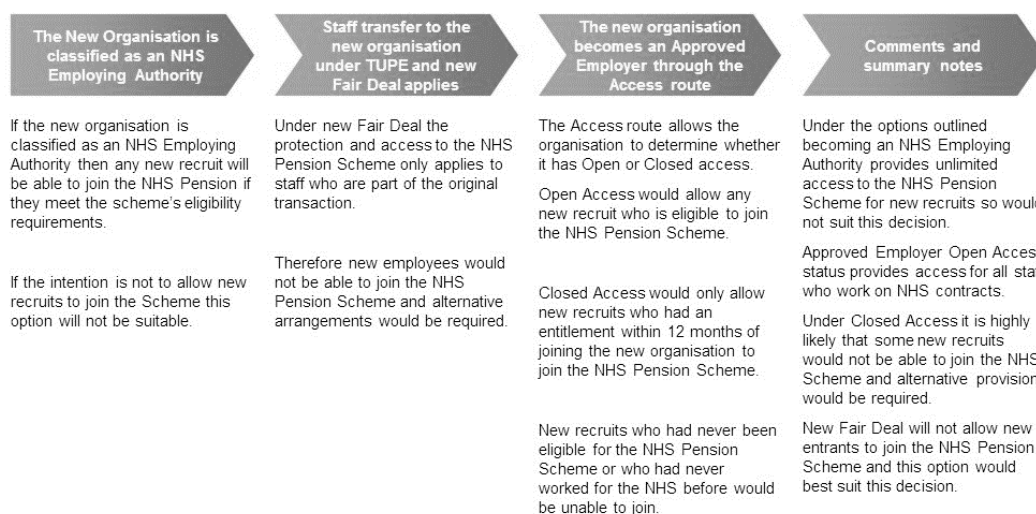 The New Organisation is
classified as an NHS
Employing Authority
Staff transfer to the
new organisation
under TUPE and new
Fair Deal applies
The new organisation
becomes an Approved
Employer through the
Access route
Comments and
summary notes
If the new organisation is
classified as an NHS Employing
Authority then any new recruit will
be able to join the NHS Pension if
they meet the scheme's eligibility
requirements.
If the intention is not to allow new
recruits to join the Scheme this
option will not be suitable.
Under new Fair Deal the
protection and access to the NHS
Pension Scheme only applies to
staff who are part of the original
transaction.
Therefore new employees would
not be able to join the NHS
Pension Scheme and alternative
arrangements would be required.
The Access route allows the
organisation to determine whether
it has Open or Closed access.
Open Access would allow any
new recruit who is eligible to join
the NHS Pension Scheme.
Closed Access would only allow
new recruits who had an
entitlement within 12 months of
joining the new organisation to
join the NHS Pension Scheme.
New recruits who had never been
eligible for the NHS Pension
Scheme or who had never
worked for the NHS before would
be unable to join.
Under the options outlined
becoming an NHS Employing
Authority provides unlimited
access to the NHS Pension
Scheme for new recruits so would
not suit this decision.
Approved Employer Open Acces
status provides access for all sta
who work on NHS contracts.
Under Closed Access it is highly
likely that some new recruits
would not be able to join the NHS
Scheme and alternative provision
would be required.
New Fair Deal will not allow new
entrants to join the NHS Pension
Scheme and this option would
best suit this decision.